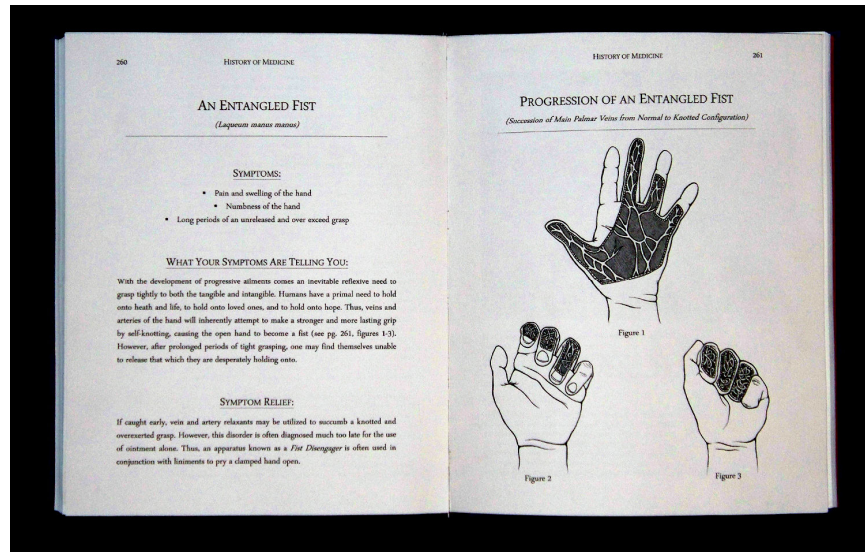 260
HISTORY OF MEDICINE
AN ENTANGLED FIST
(Laqueum manus manus)
SYMPTOMS:
• Pain and swelling of the hand
• Numbness of the hand
• Long periods of an unreleased and over exceed grasp
WHAT YOUR SYMPTOMS ARE TELLING YOU:
With the development of progressive ailments comes an inevitable reflexive need to
grasp tightly to both the tangible and intangible. Humans have a primal need to hold
onto heath and life, to hold onto loved ones, and to hold onto hope. Thus, veins and
arteries of the hand will inherently attempt to make a stronger and more lasting grip
by self-knotting, causing the open hand to become a fist (see pg. 261, figures 1-3).
However, after prolonged periods of tight grasping, one may find themselves unable
to release that which they are desperately holding onto.
SYMPTOM RELIEF:
If caught early, vein and artery relaxants may be utilized to succumb a knotted and
overexerted grasp. However, this disorder is often diagnosed much too late for the use
of ointment alone. Thus, an apparatus known as a Fist Disengager is often used in
conjunction with liniments to pry a clamped hand open.
HISTORY OF MEDICINE
261
PROGRESSION OF AN ENTANGLED FIST
(Succession of Main Palmar Veins from Normal to Knotted Configuration)
Figure 1
Figure 2
Figure 3